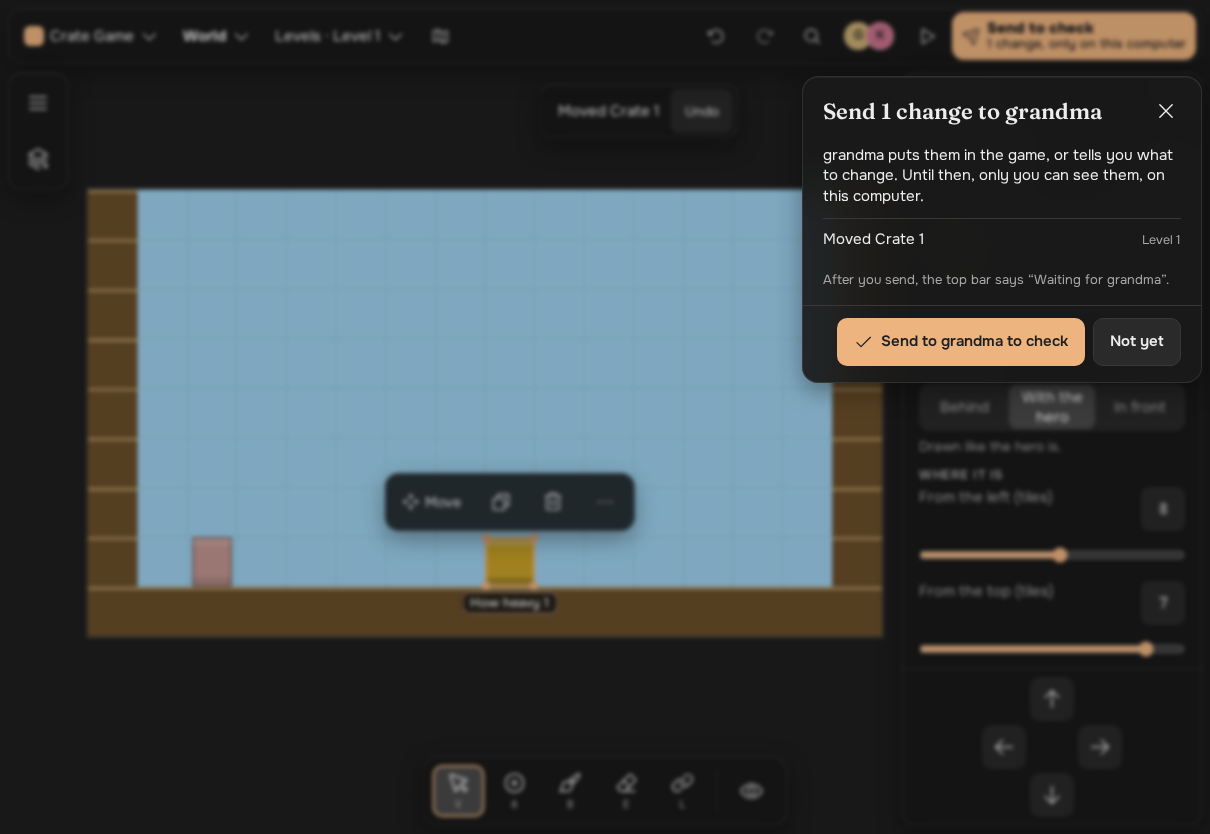 Crate Game
World
Levels · Level 1
Send to check
1 change, only on this computer
Moved Crate 1
Undo
Send 1 change to grandma
grandma puts them in the game, or tells you what
to change. Until then, only you can see them, on
this computer.
Moved Crate 1
Level 1
After you send, the top bar says “Waiting for grandma”.
Send to grandma to check
Not yet
Behind
With the
hero
In front
Drawn like the hero is.
WHERE IT IS
From the left (tiles)
8
From the top (tiles)
7
Move
How heavy 1
B
E
L